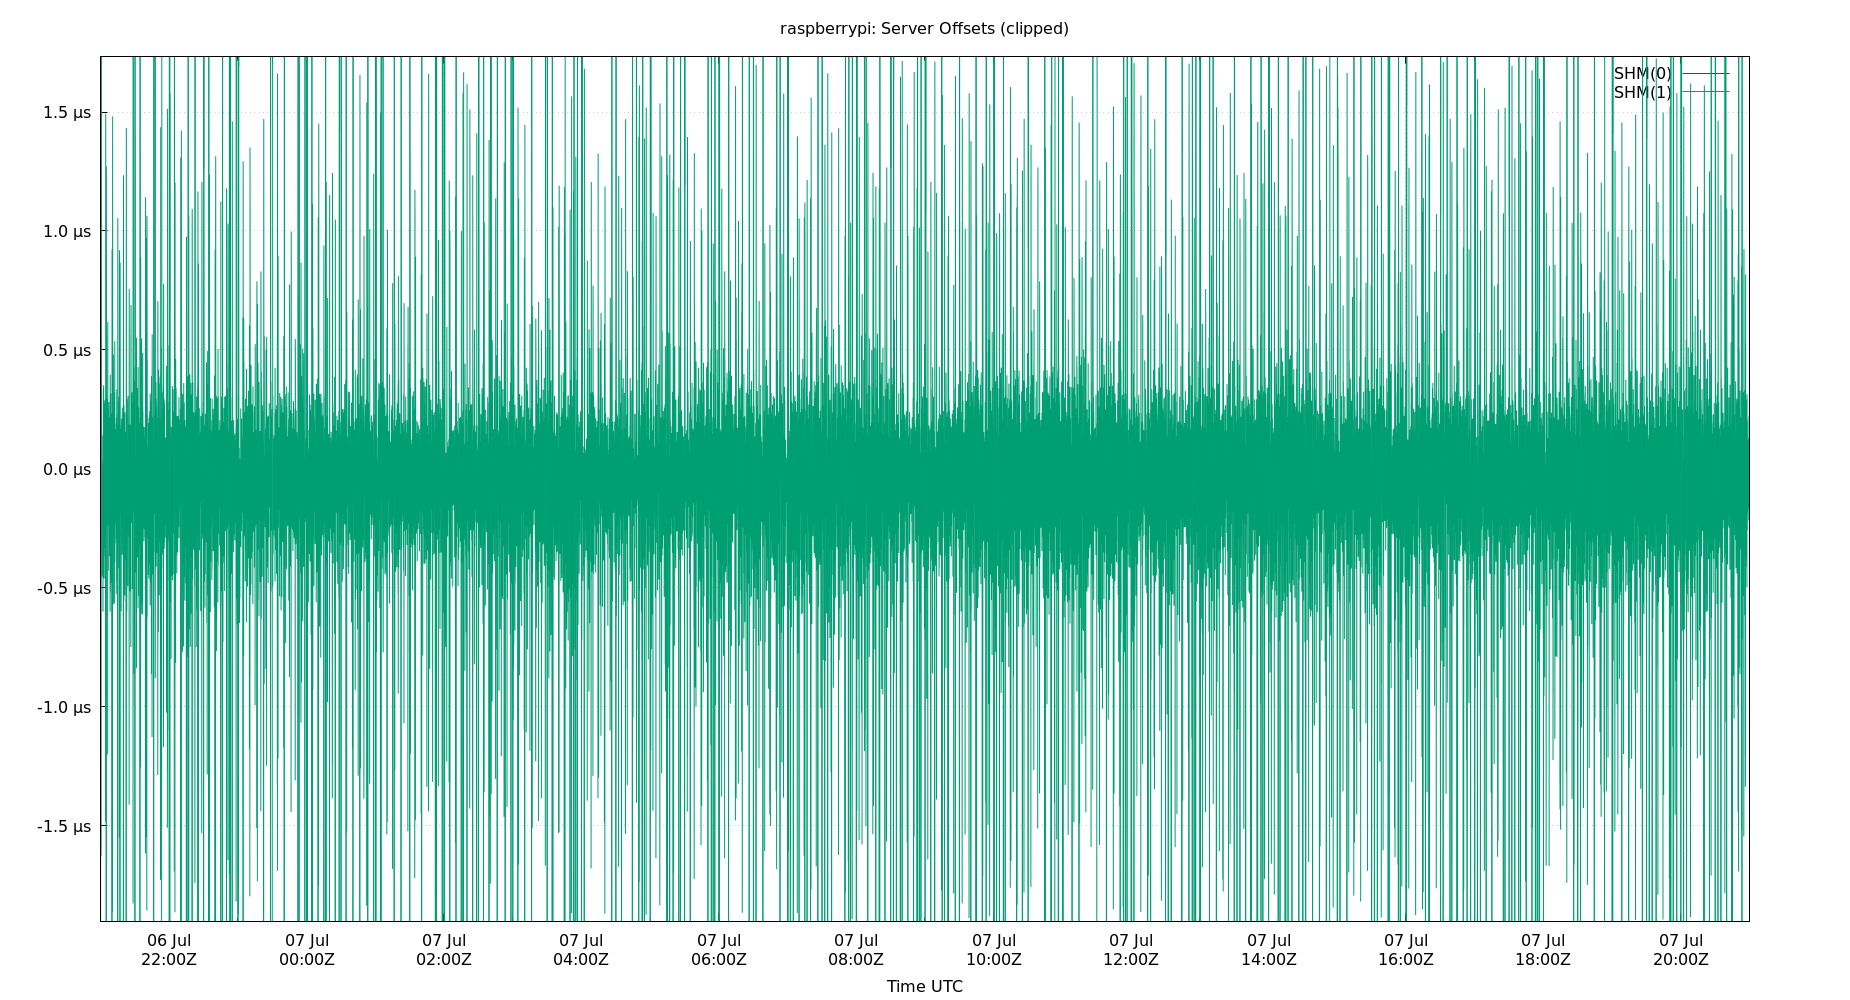 raspberrypi: Server Offsets (clipped)
SHM(0)
SHM(1)
1.5 µs
1.0 µs
0.5 µs
0.0 µs
-0.5 µs
-1.0 µs
-1.5 µs
06 Jul 07 Jul 07 Jul 07 Jul 07 Jul 07 Jul 07 Jul 07 Jul 07 Jul 07 Jul 07 Jul 07 Jul
22:00Z 00:00Z 02:00Z 04:00Z 06:00Z 08:00Z 10:00Z 12:00Z 14:00Z 16:00Z 18:00Z 20:00Z
Time UTC